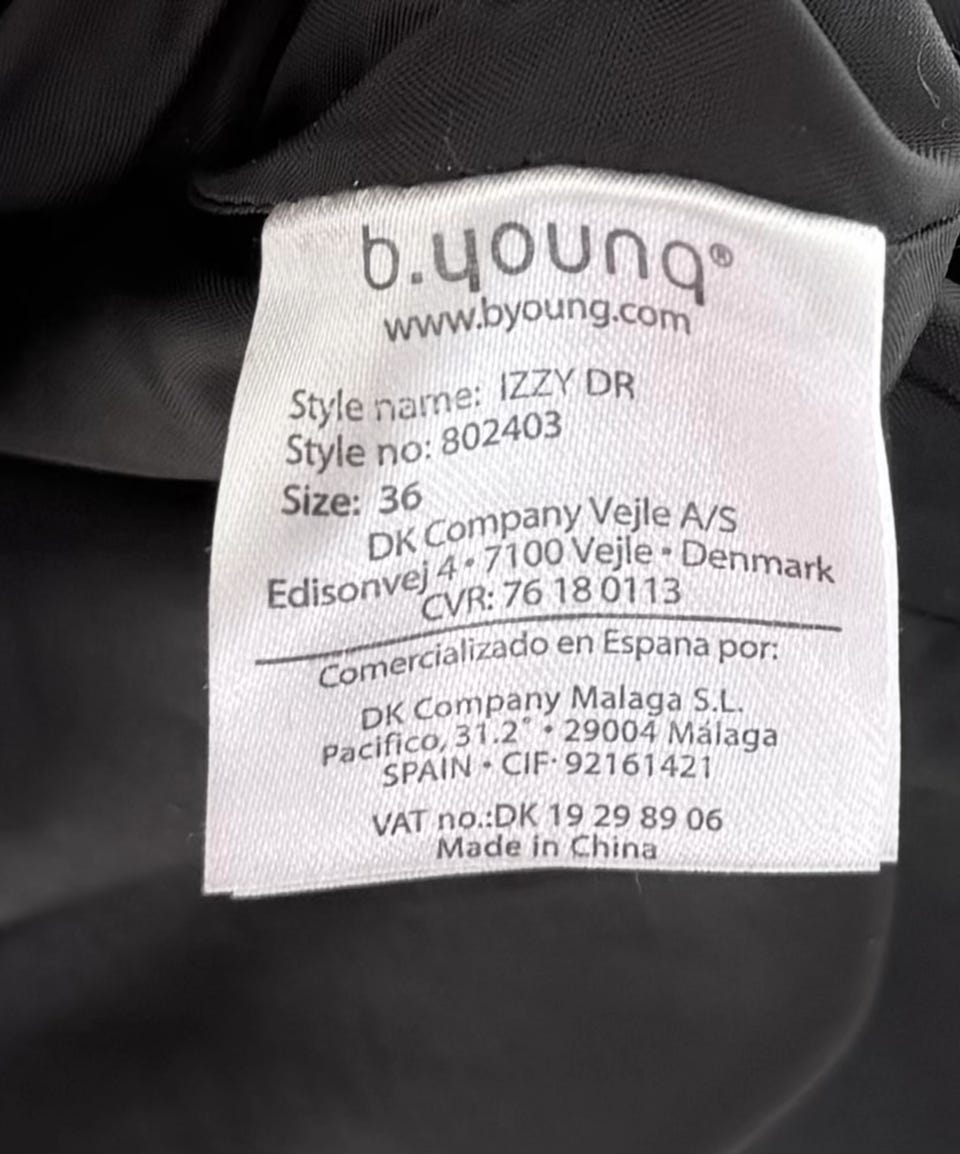 b.young®
www.byoung.com
Style name: IZZY DR
Style no: 802403
Size: 36
DK Company Vejle A/S
Edisonvej 4 • 7100 Vejle • Denmark
CVR: 76 18 0113
Comercializado en Espana por:
DK Company Malaga S.L.
Pacifico, 31.2° • 29004 Málaga
SPAIN • CIF· 92161421
VAT no.:DK 19 29 89 06
Made in China